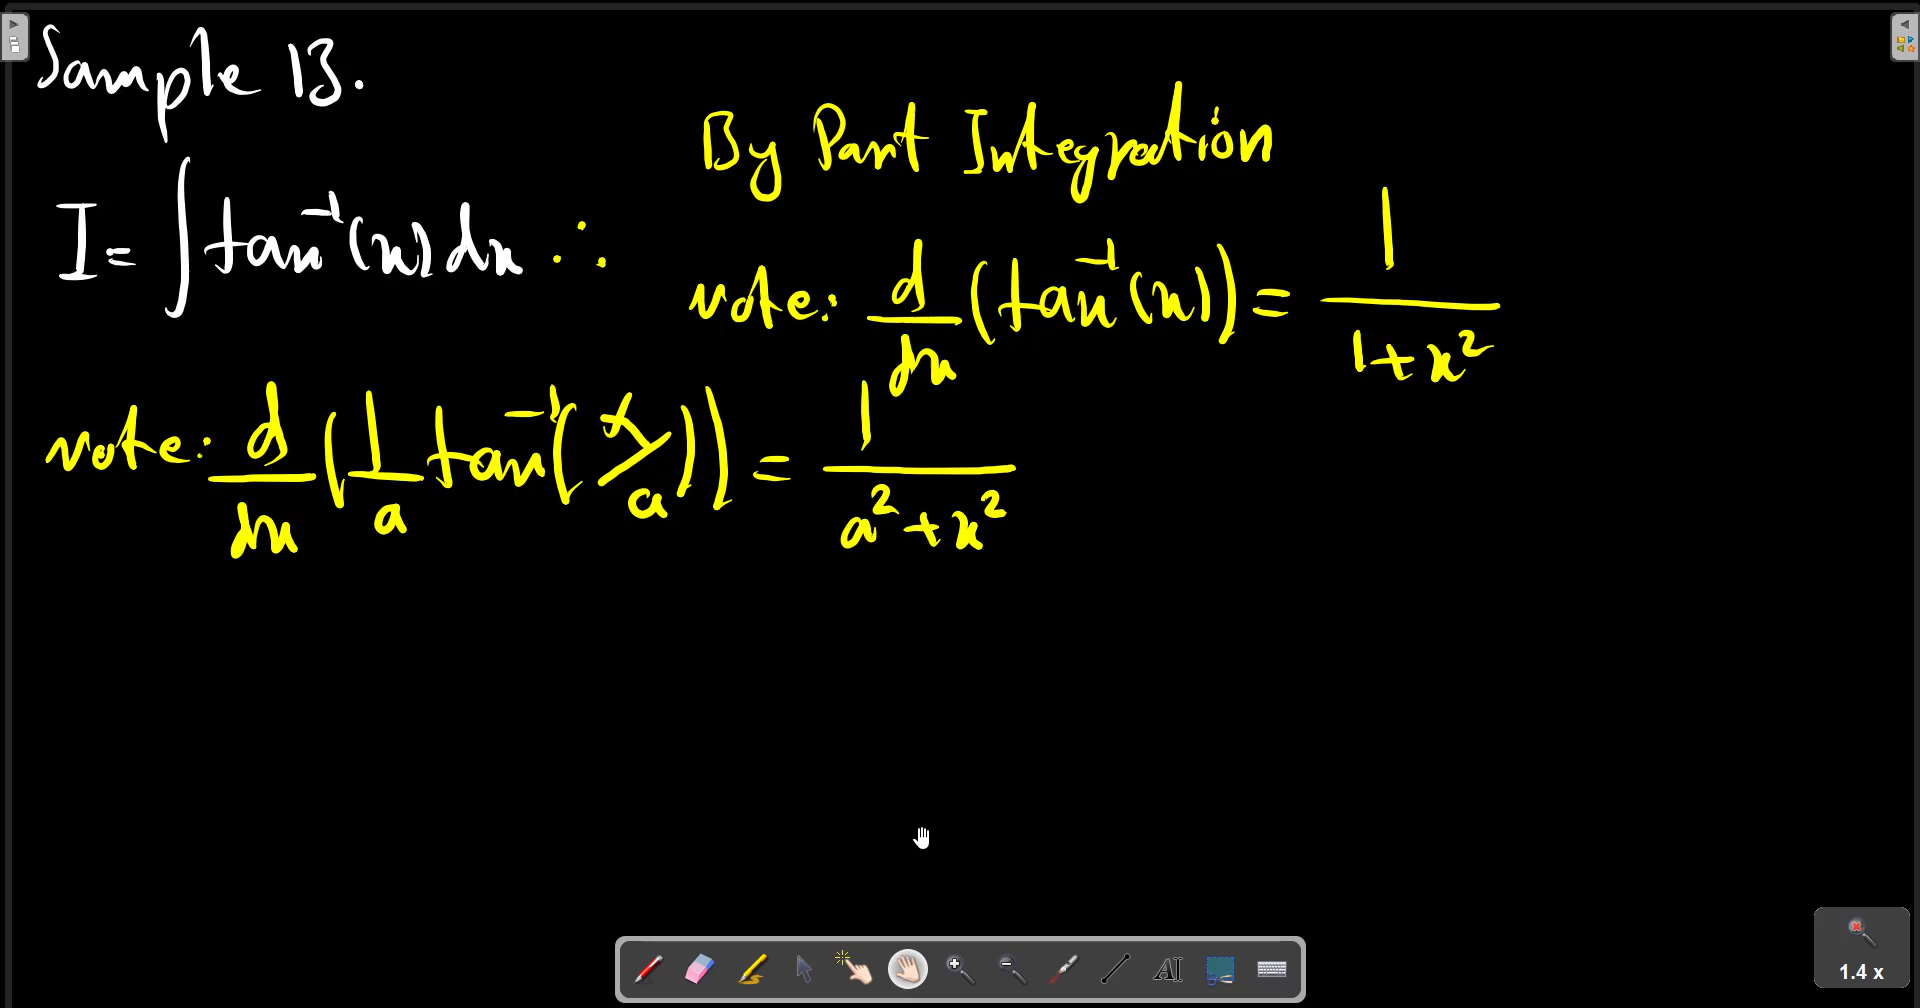 Sample 13.
By Part Integration
I = ∫ tan⁻¹(x) dx ∴
note: d/dx (tan⁻¹(x)) = 1/(1+x²)
note: d/dx (1/a tan⁻¹(x/a)) = 1/(a²+x²)
AI
1.4 x